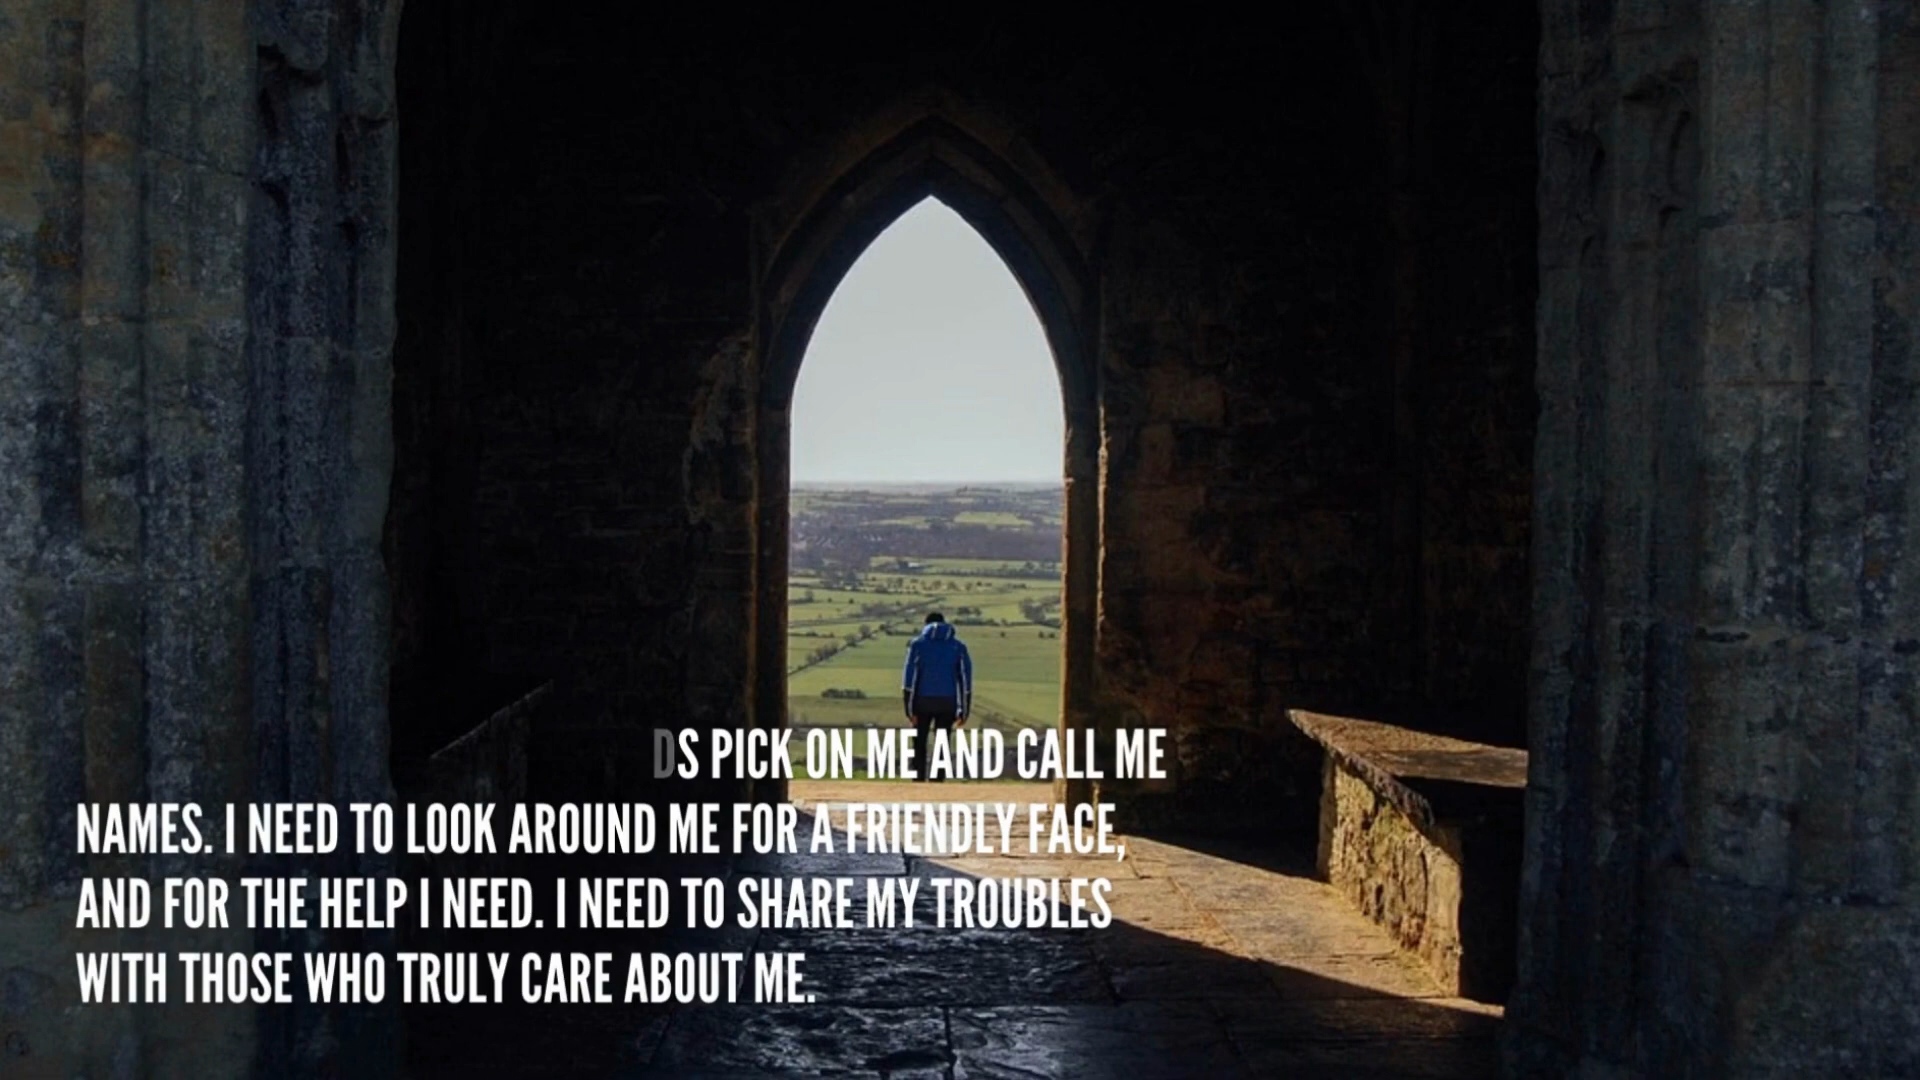 DS PICK ON ME AND CALL ME
NAMES. I NEED TO LOOK AROUND ME FOR A FRIENDLY FACE,
AND FOR THE HELP I NEED. I NEED TO SHARE MY TROUBLES
WITH THOSE WHO TRULY CARE ABOUT ME.